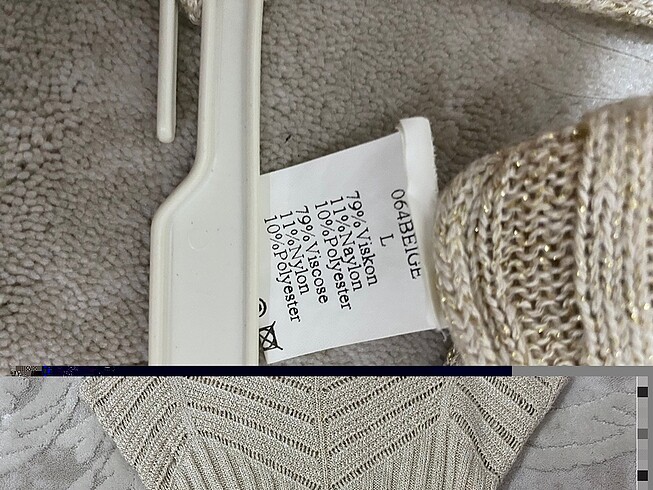 064BEIGE
L
79%Viskon
11%Naylon
10%Polyester
79%Viscose
11%Nylon
10%Polyester